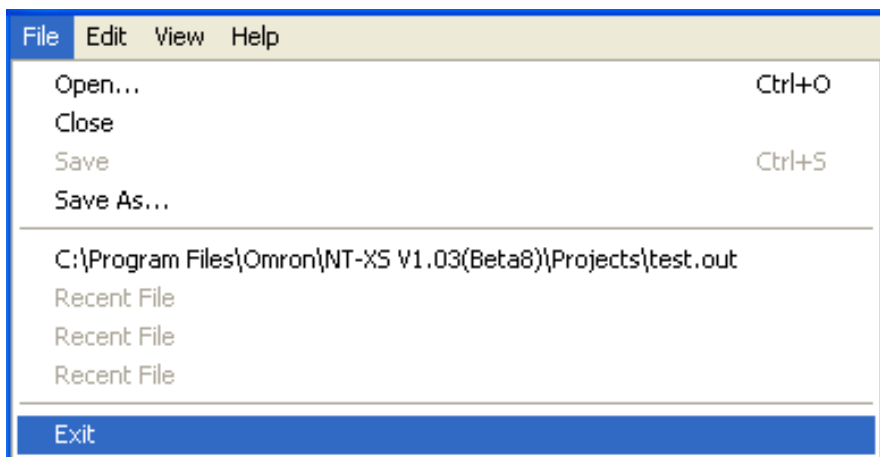 File Edit View Help
Open... Ctrl+O
Close
Save Ctrl+S
Save As...
C:\Program Files\Omron\NT-XS V1.03(Beta8)\Projects\test.out
Recent File
Recent File
Recent File
Exit